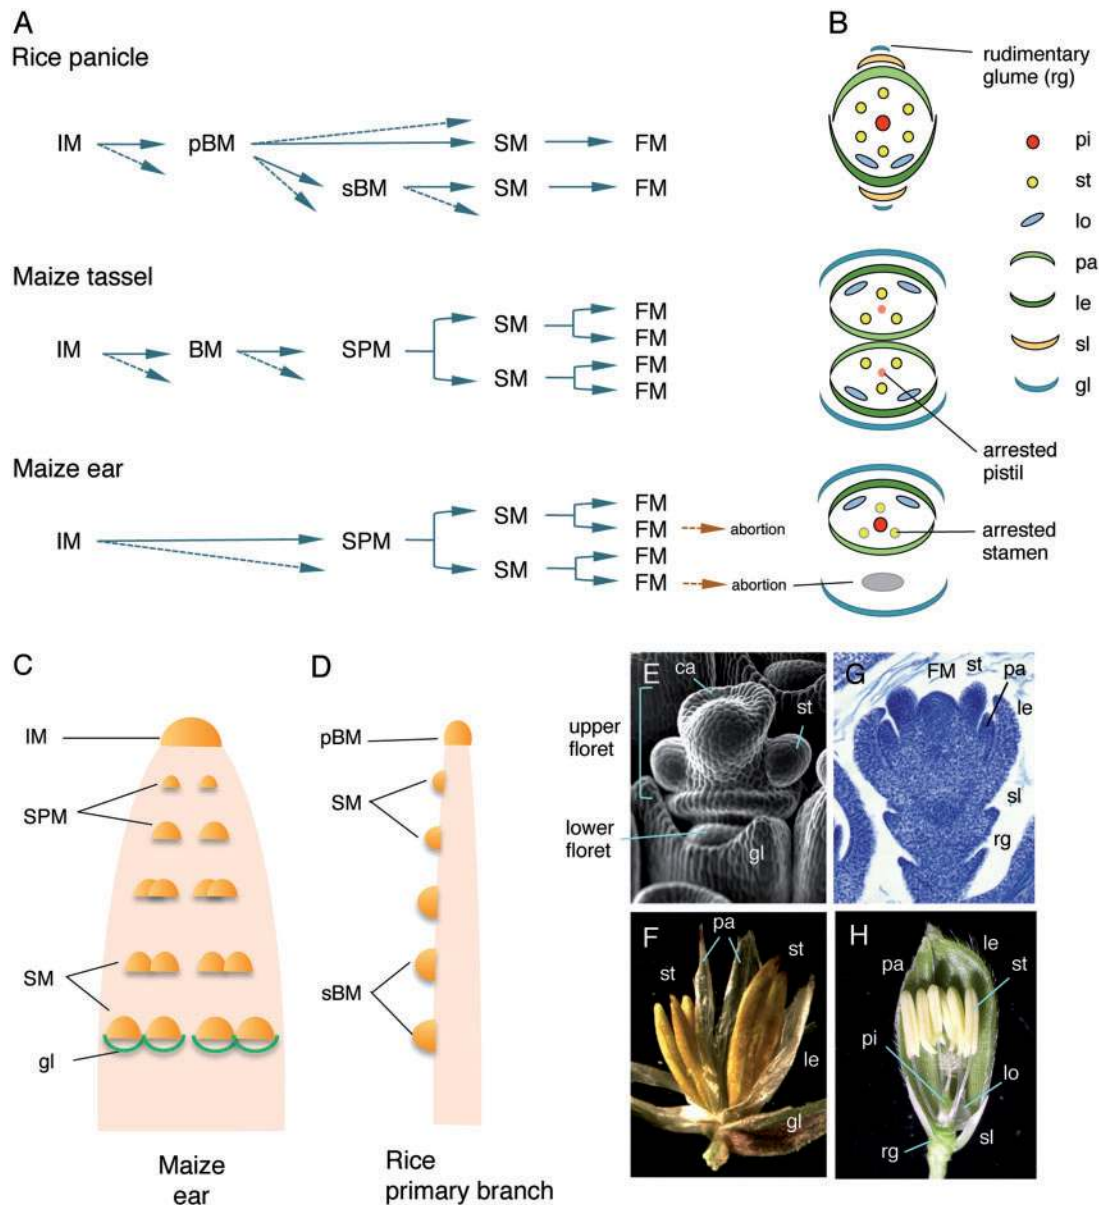 A
Rice panicle
IM
pBM
SM
FM
sBM
SM
FM
Maize tassel
IM
BM
SPM
SM
FM
FM
SM
FM
FM
Maize ear
IM
SPM
SM
FM
FM
abortion
SM
FM
FM
abortion
B
rudimentary
glume (rg)
pi
st
lo
pa
le
sl
gl
arrested
pistil
arrested
stamen
C
IM
SPM
SM
gl
Maize
ear
D
pBM
SM
sBM
Rice
primary branch
E
ca
st
upper
floret
lower
floret
gl
G
FM
st
pa
le
sl
rg
F
pa
st
st
le
gl
H
le
pa
st
pi
lo
sl
rg